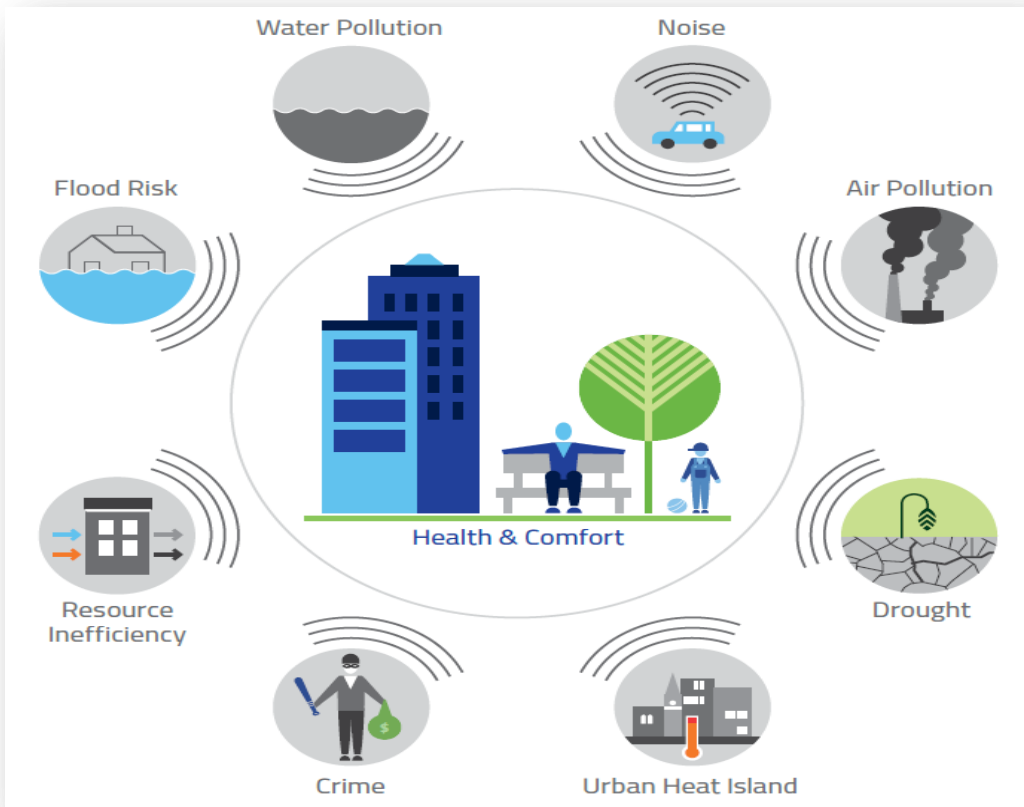 Water Pollution
Noise
Flood Risk
Air Pollution
Health & Comfort
Resource
Inefficiency
Drought
$
Crime
Urban Heat Island